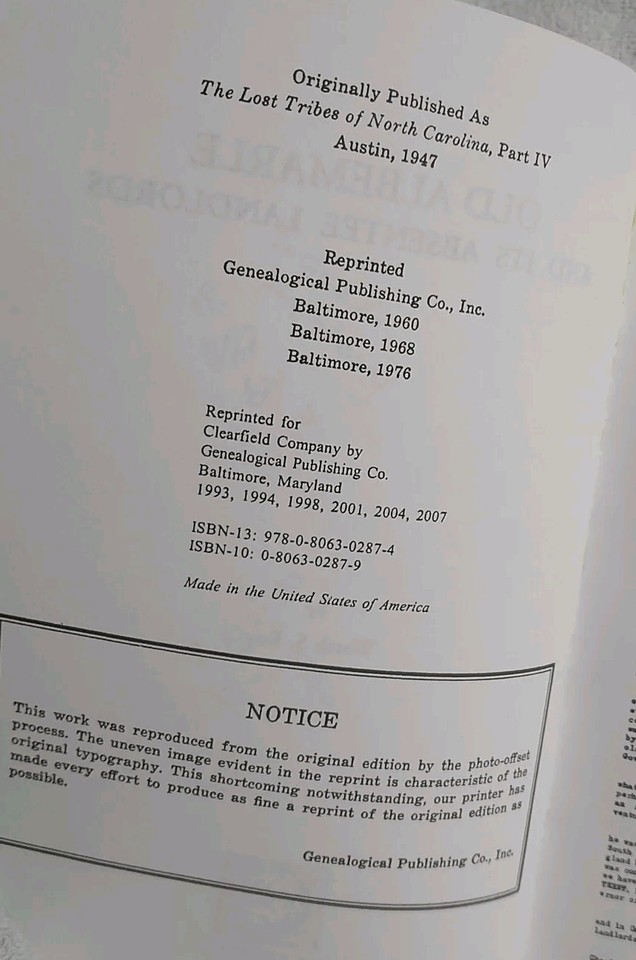 Originally Published As
The Lost Tribes of North Carolina, Part IV
Austin, 1947
Reprinted
Genealogical Publishing Co., Inc.
Baltimore, 1960
Baltimore, 1968
Baltimore, 1976
Reprinted for
Clearfield Company by
Genealogical Publishing Co.
Baltimore, Maryland
1993, 1994, 1998, 2001, 2004, 2007
ISBN-13: 978-0-8063-0287-4
ISBN-10: 0-8063-0287-9
Made in the United States of America
NOTICE
This work was reproduced from the original edition by the photo-offset
process. The uneven image evident in the reprint is characteristic of the
original typography. This shortcoming notwithstanding, our printer has
made every effort to produce as fine a reprint of the original edition as
possible.
Genealogical Publishing Co., Inc.